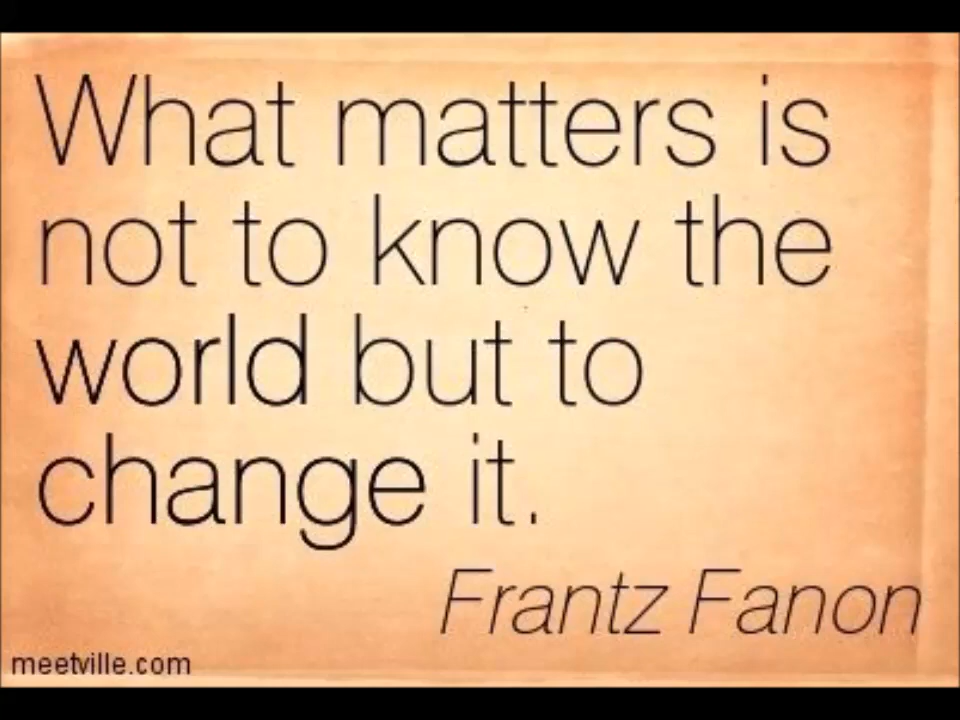 What matters is
not to know the
world but to
change it.
Frantz Fanon
meetville.com